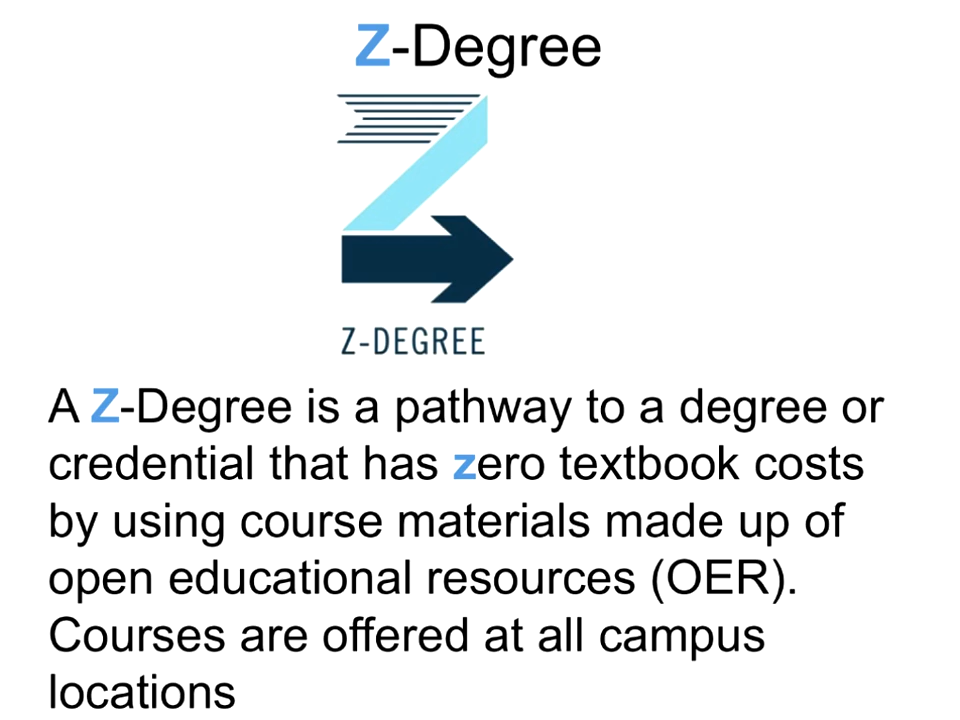 Z-Degree
Z-DEGREE
A Z-Degree is a pathway to a degree or
credential that has zero textbook costs
by using course materials made up of
open educational resources (OER).
Courses are offered at all campus
locations